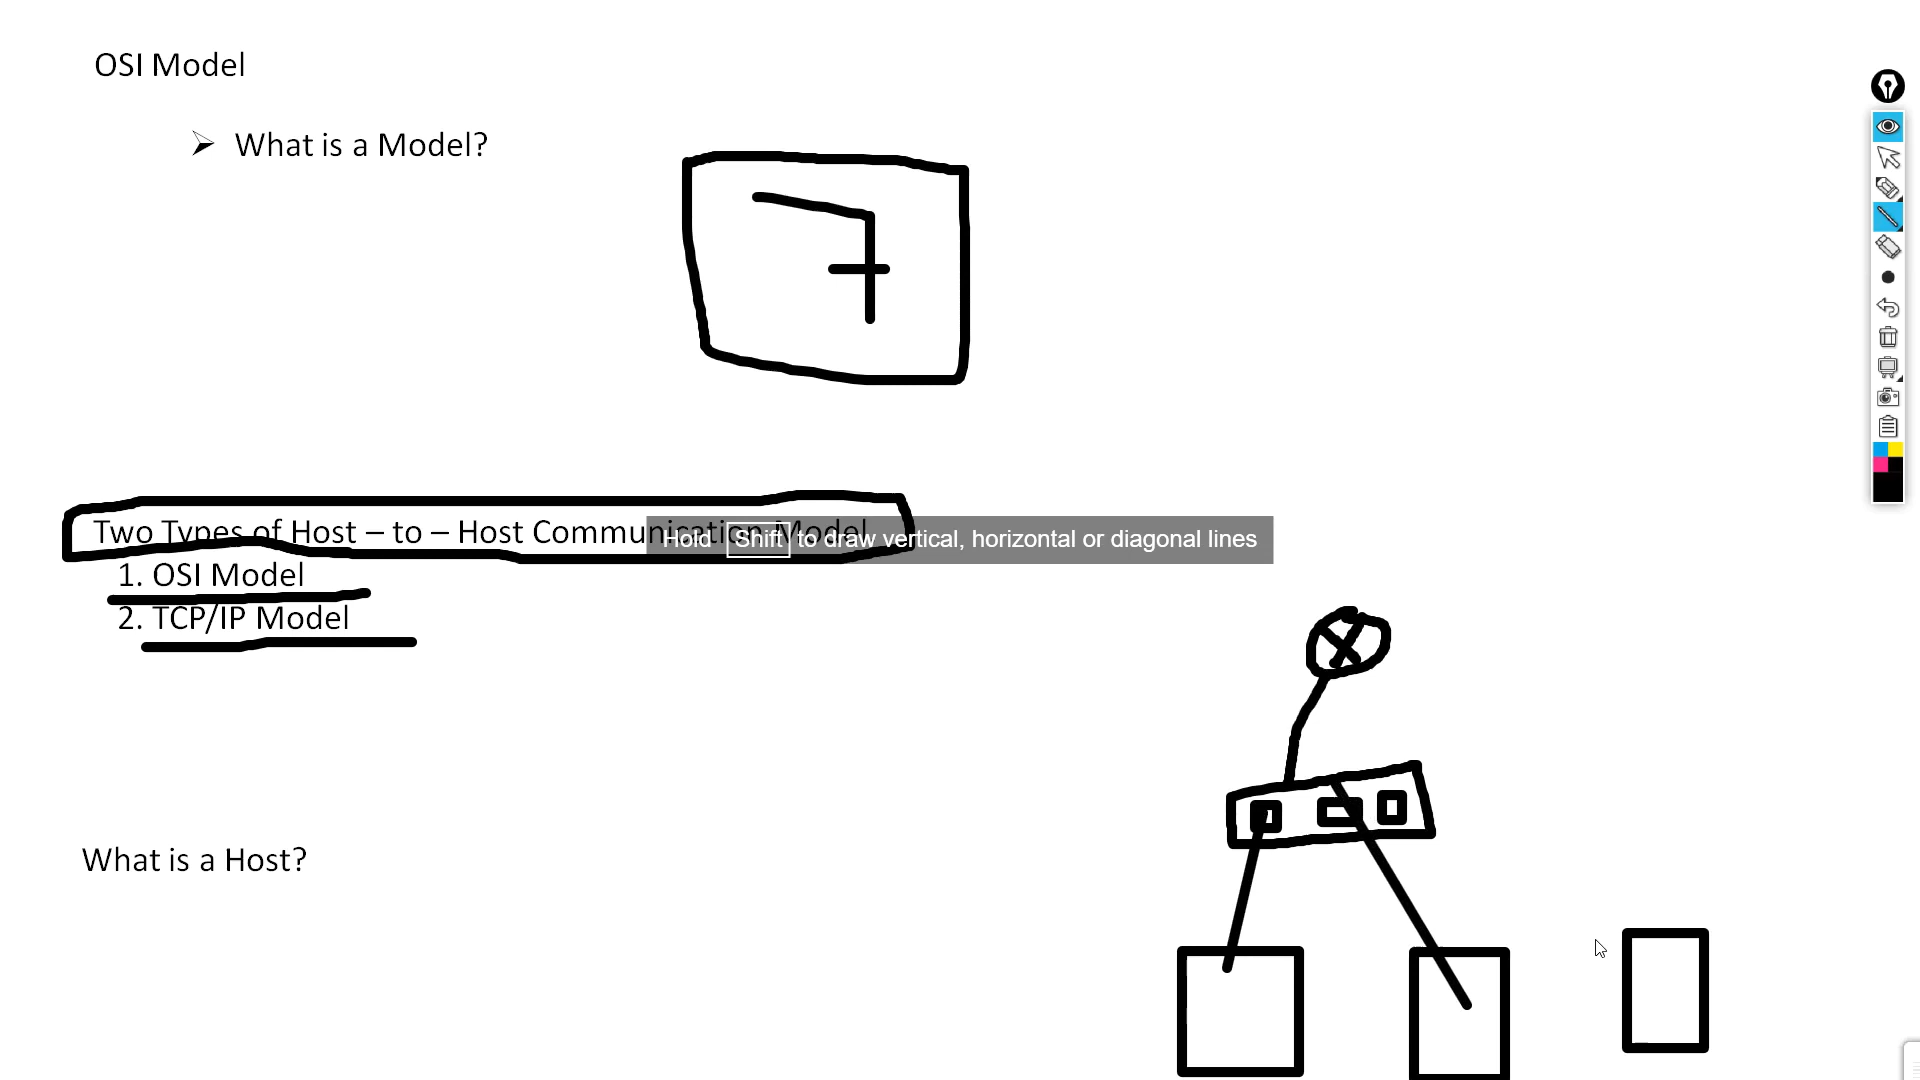 OSI Model
➢ What is a Model?
7
Two Types of Host – to – Host Communication Model
Hold Shift to draw vertical, horizontal or diagonal lines
1. OSI Model
2. TCP/IP Model
What is a Host?